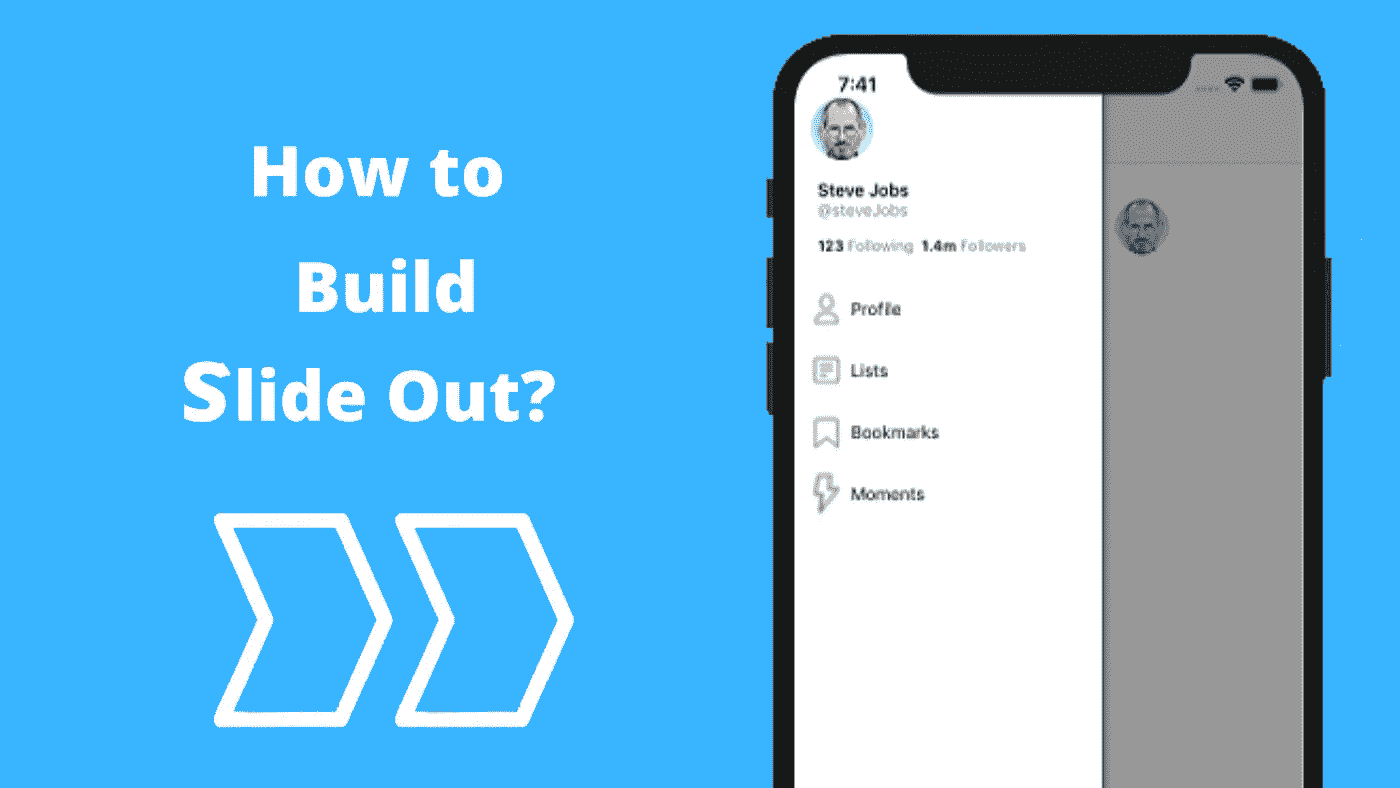 How to
Build
Slide Out?
7:41
Steve Jobs
@steveJobs
123 following 1.4m followers
Profile
Lists
Bookmarks
Moments